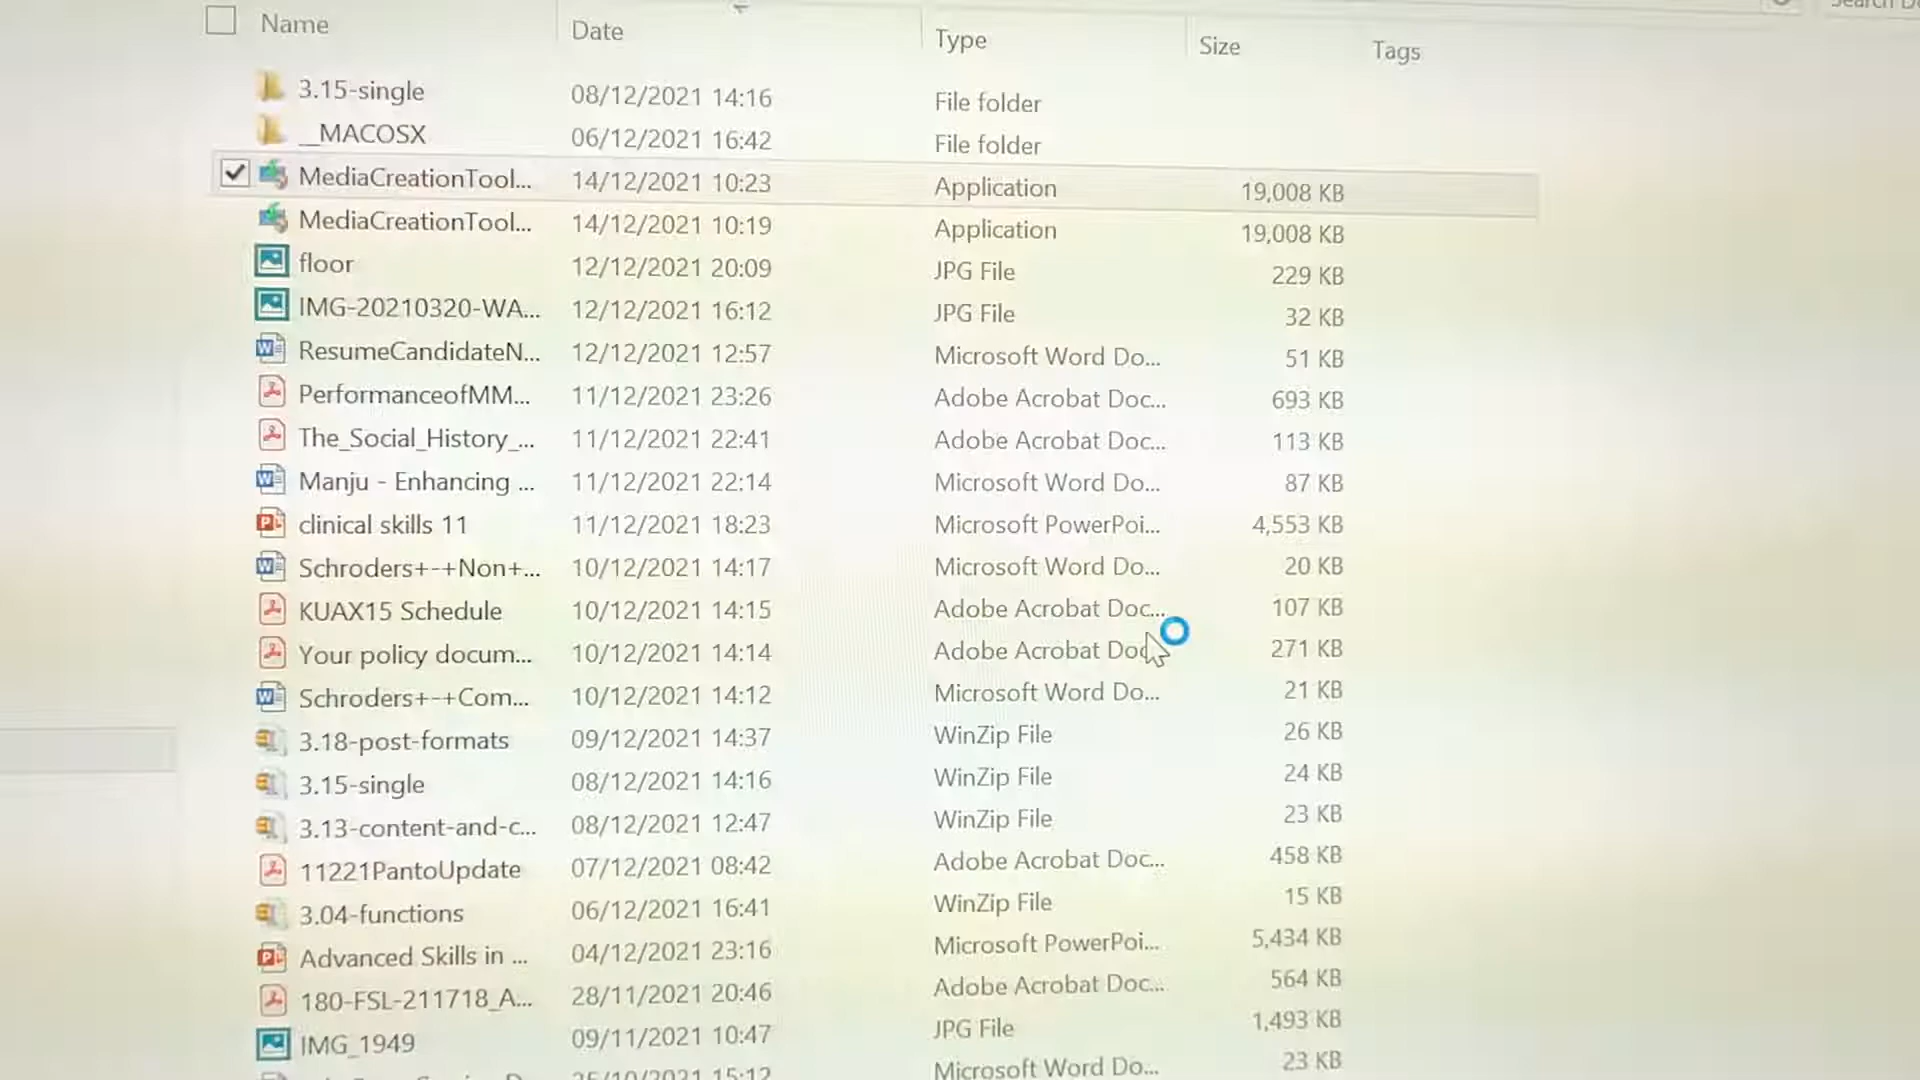 Name Date Type Size Tags
3.15-single 08/12/2021 14:16 File folder
__MACOSX 06/12/2021 16:42 File folder
MediaCreationTool... 14/12/2021 10:23 Application 19,008 KB
MediaCreationTool... 14/12/2021 10:19 Application 19,008 KB
floor 12/12/2021 20:09 JPG File 229 KB
IMG-20210320-WA... 12/12/2021 16:12 JPG File 32 KB
ResumeCandidateN... 12/12/2021 12:57 Microsoft Word Do... 51 KB
PerformanceofMM... 11/12/2021 23:26 Adobe Acrobat Doc... 693 KB
The_Social_History_... 11/12/2021 22:41 Adobe Acrobat Doc... 113 KB
Manju - Enhancing ... 11/12/2021 22:14 Microsoft Word Do... 87 KB
clinical skills 11 11/12/2021 18:23 Microsoft PowerPoi... 4,553 KB
Schroders+-+Non+... 10/12/2021 14:17 Microsoft Word Do... 20 KB
KUAX15 Schedule 10/12/2021 14:15 Adobe Acrobat Doc... 107 KB
Your policy docum... 10/12/2021 14:14 Adobe Acrobat Doc 271 KB
Schroders+-+Com... 10/12/2021 14:12 Microsoft Word Do... 21 KB
3.18-post-formats 09/12/2021 14:37 WinZip File 26 KB
3.15-single 08/12/2021 14:16 WinZip File 24 KB
3.13-content-and-c... 08/12/2021 12:47 WinZip File 23 KB
11221PantoUpdate 07/12/2021 08:42 Adobe Acrobat Doc... 458 KB
3.04-functions 06/12/2021 16:41 WinZip File 15 KB
Advanced Skills in ... 04/12/2021 23:16 Microsoft PowerPoi... 5,434 KB
180-FSL-211718_A... 28/11/2021 20:46 Adobe Acrobat Doc... 564 KB
IMG_1949 09/11/2021 10:47 JPG File 1,493 KB
25/10/2021 15:12 Microsoft Word Do... 23 KB